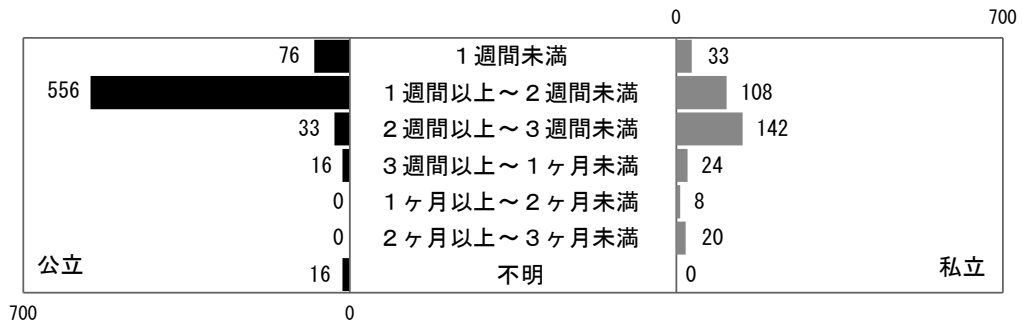 0 700
76 １週間未満 33
556 １週間以上～２週間未満 108
33 ２週間以上～３週間未満 142
16 ３週間以上～１ヶ月未満 24
0 １ヶ月以上～２ヶ月未満 8
0 ２ヶ月以上～３ヶ月未満 20
公立 16 不明 0 私立
700 0